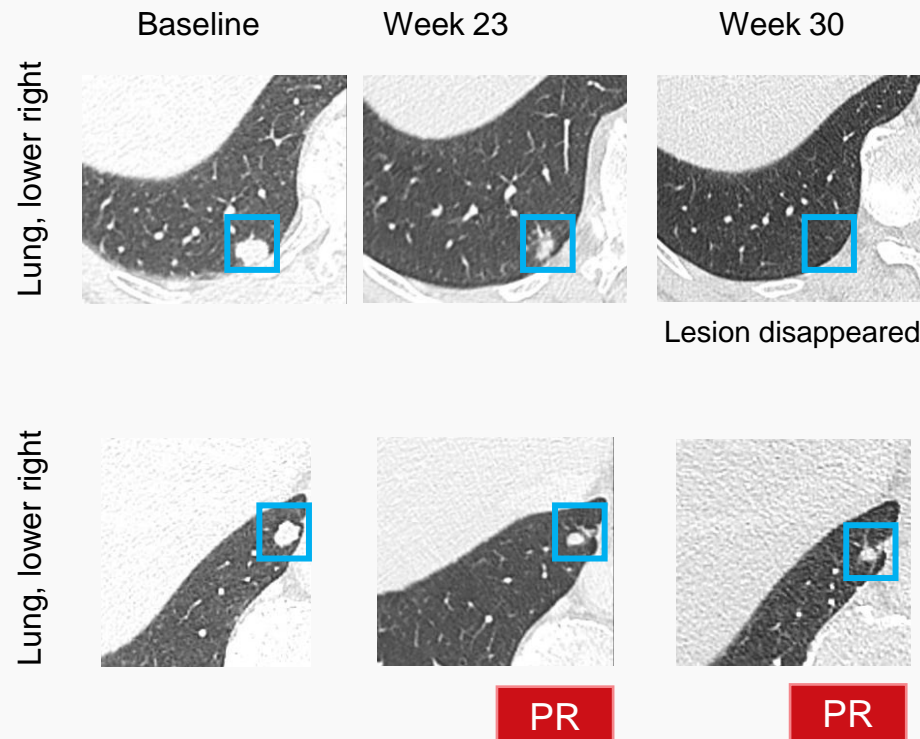 Baseline
Week 23
Week 30
Lung, lower right
Lesion disappeared
Lung, lower right
PR
PR